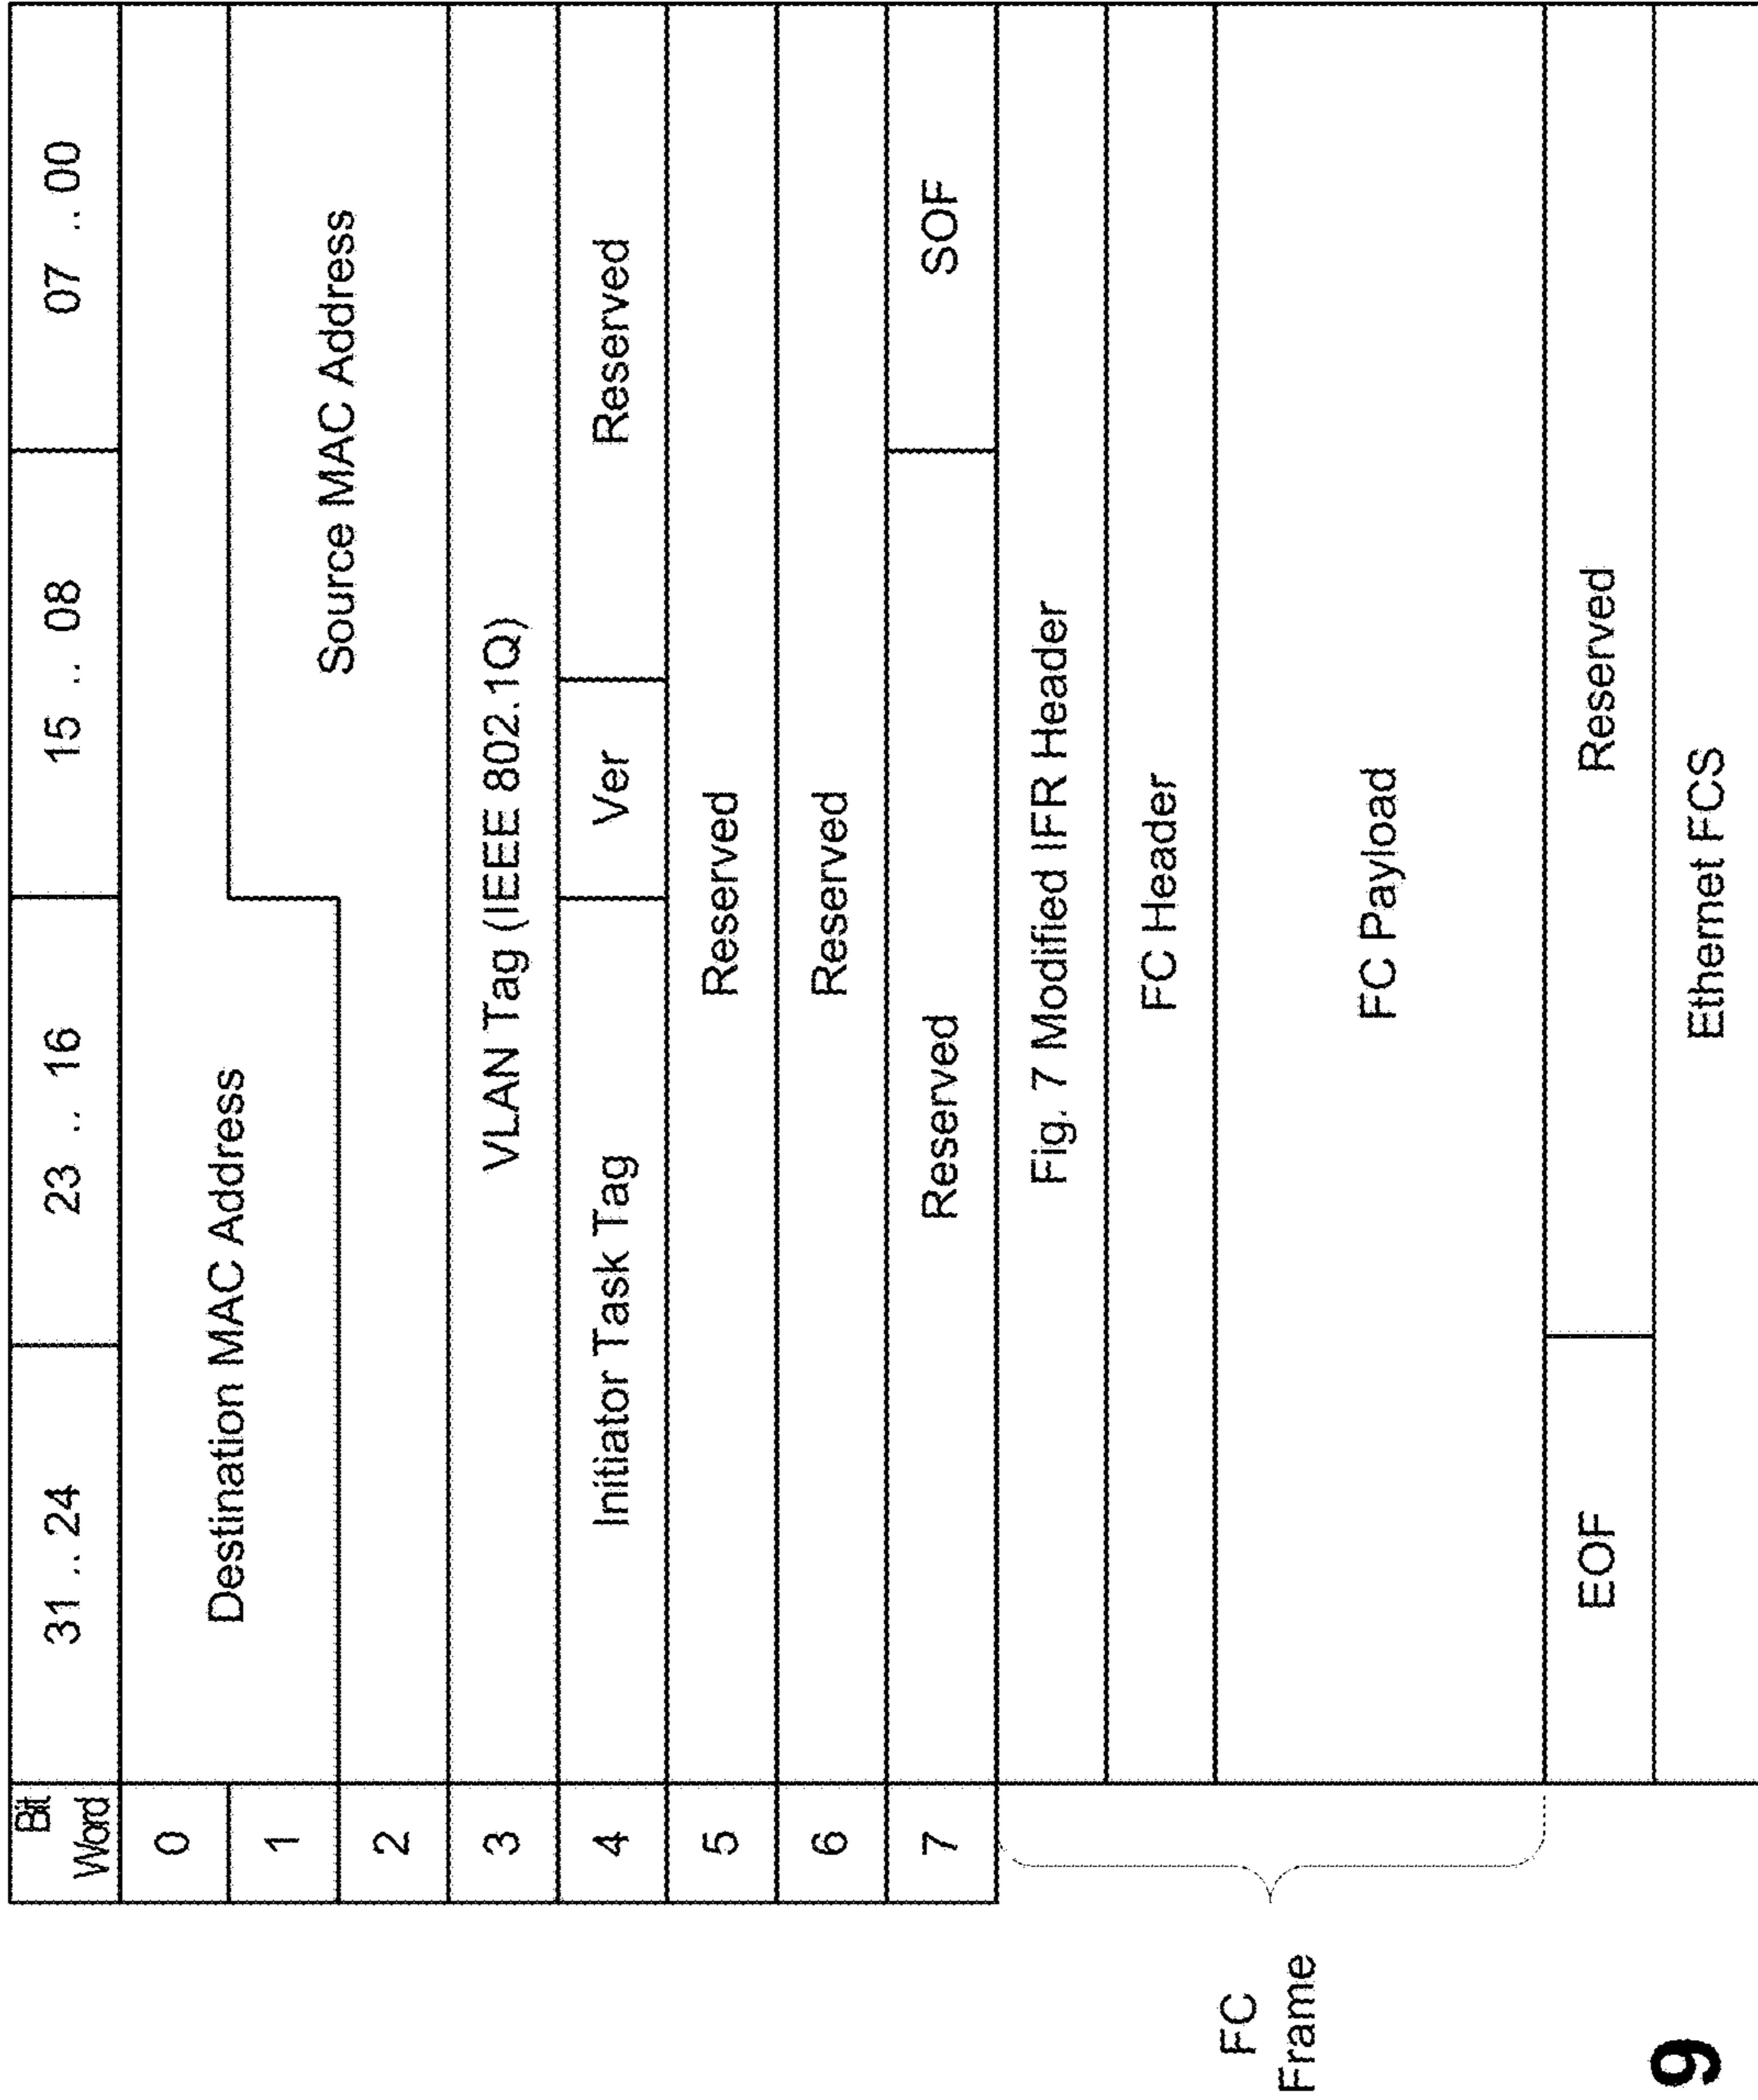 Bit
Word
31 .. 24
23 .. 16
15 .. 08
07 .. 00
0
Destination MAC Address
1
Source MAC Address
2
3
VLAN Tag (IEEE 802.1Q)
4
Initiator Task Tag
Ver
Reserved
5
Reserved
6
Reserved
7
Reserved
SOF
FC
Frame
Fig. 7 Modified IFR Header
FC Header
FC Payload
EOF
Reserved
Ethernet FCS
9